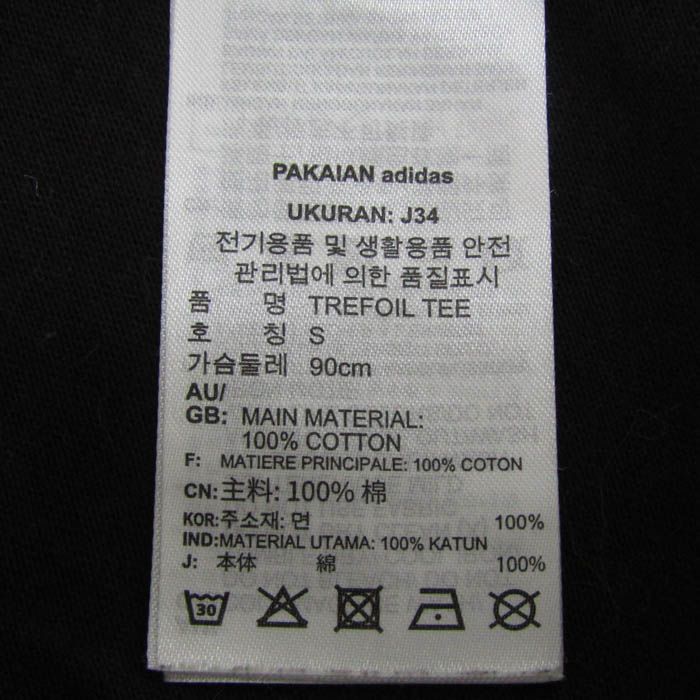 PAKAIAN adidas
UKURAN: J34
전기용품 및 생활용품 안전
관리법에 의한 품질표시
품 명 TREFOIL TEE
호 칭 S
가슴둘레 90cm
AU/
GB: MAIN MATERIAL:
100% COTTON
F: MATIERE PRINCIPALE: 100% COTON
CN:主料: 100% 棉
KOR:주소재: 면 100%
IND:MATERIAL UTAMA: 100% KATUN
J: 本体 綿 100%
30